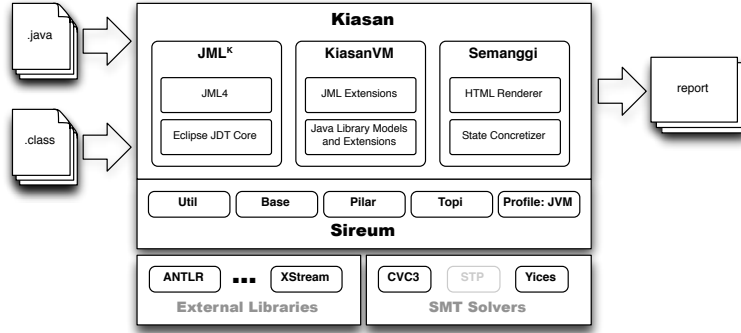 Kiasan
.java
JMLᴷ
KiasanVM
Semanggi
JML4
JML Extensions
HTML Renderer
report
Eclipse JDT Core
Java Library Models
and Extensions
State Concretizer
.class
Util
Base
Pilar
Topi
Profile: JVM
Sireum
ANTLR
...
XStream
External Libraries
CVC3
STP
Yices
SMT Solvers